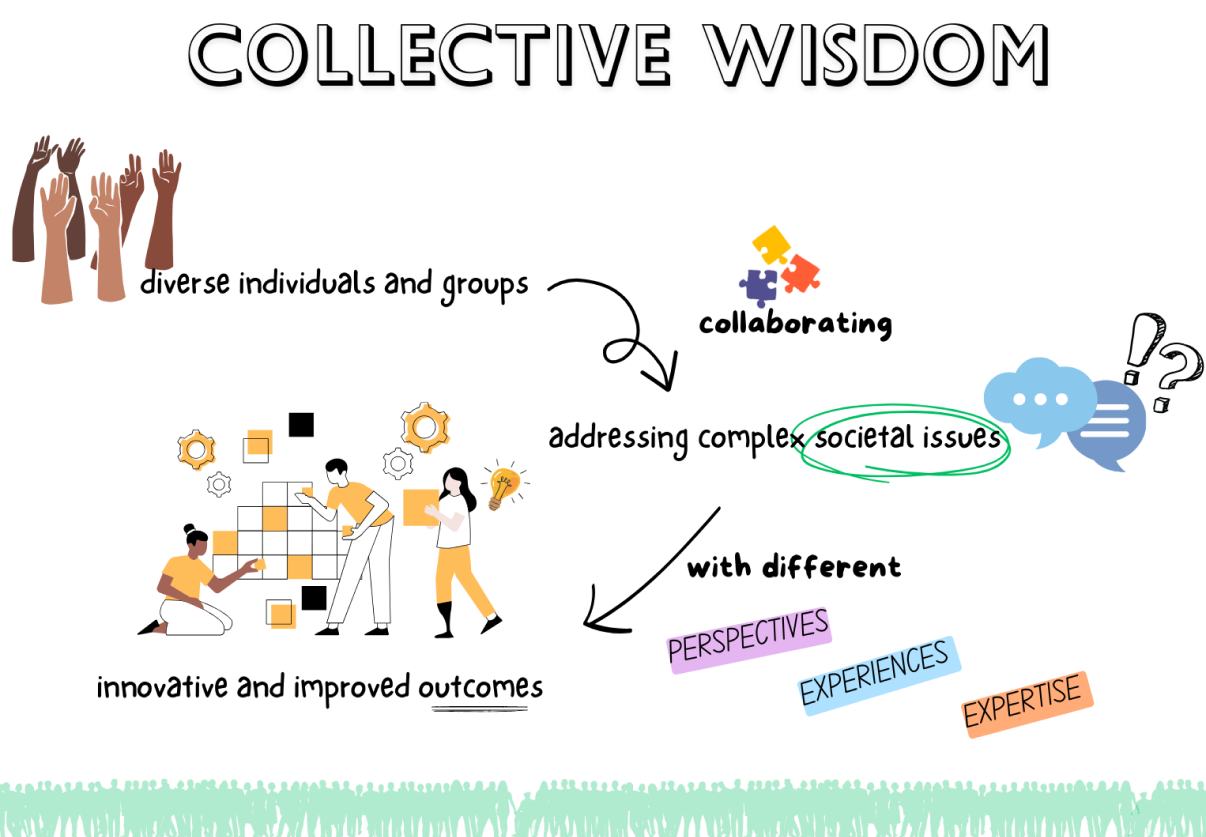 COLLECTIVE WISDOM
diverse individuals and groups
collaborating
!?
addressing complex societal issues
with different
PERSPECTIVES
EXPERIENCES
EXPERTISE
innovative and improved outcomes